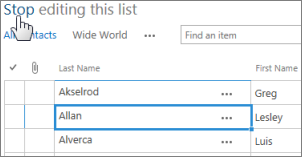 Stop editing this list
All contacts Wide World ••• Find an item
Last Name First Name
Akselrod ••• Greg
Allan ••• Lesley
Alverca ••• Luis